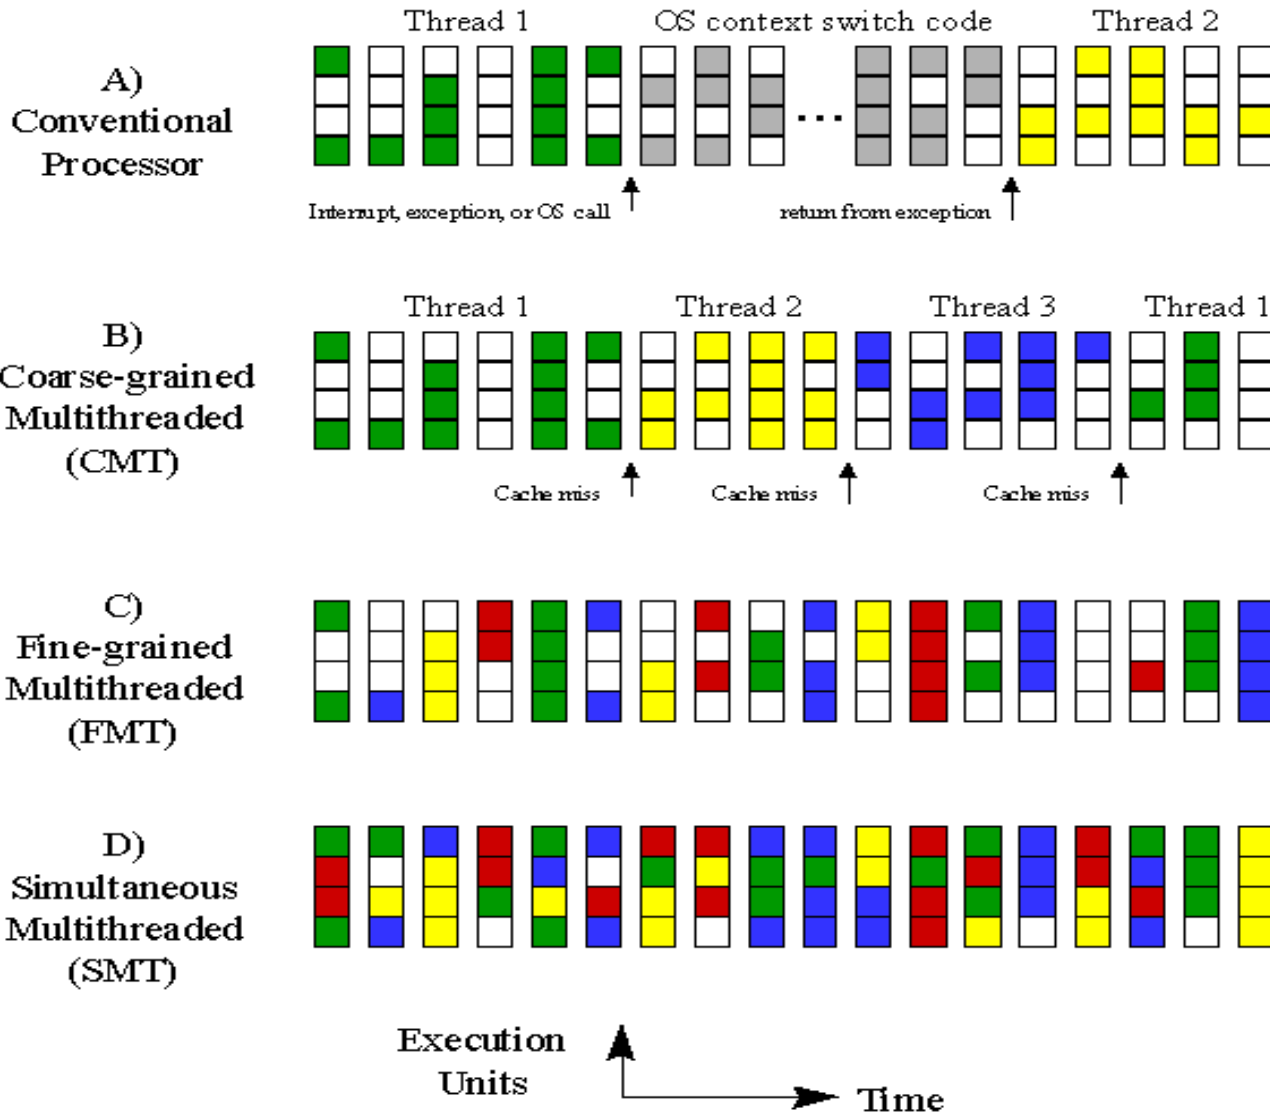 Thread 1 OS context switch code Thread 2
A)
Conventional
Processor
Interrupt, exception, or OS call return from exception
Thread 1 Thread 2 Thread 3 Thread 1
B)
Coarse-grained
Multithreaded
(CMT)
Cache miss Cache miss Cache miss
C)
Fine-grained
Multithreaded
(FMT)
D)
Simultaneous
Multithreaded
(SMT)
Execution
Units
Time